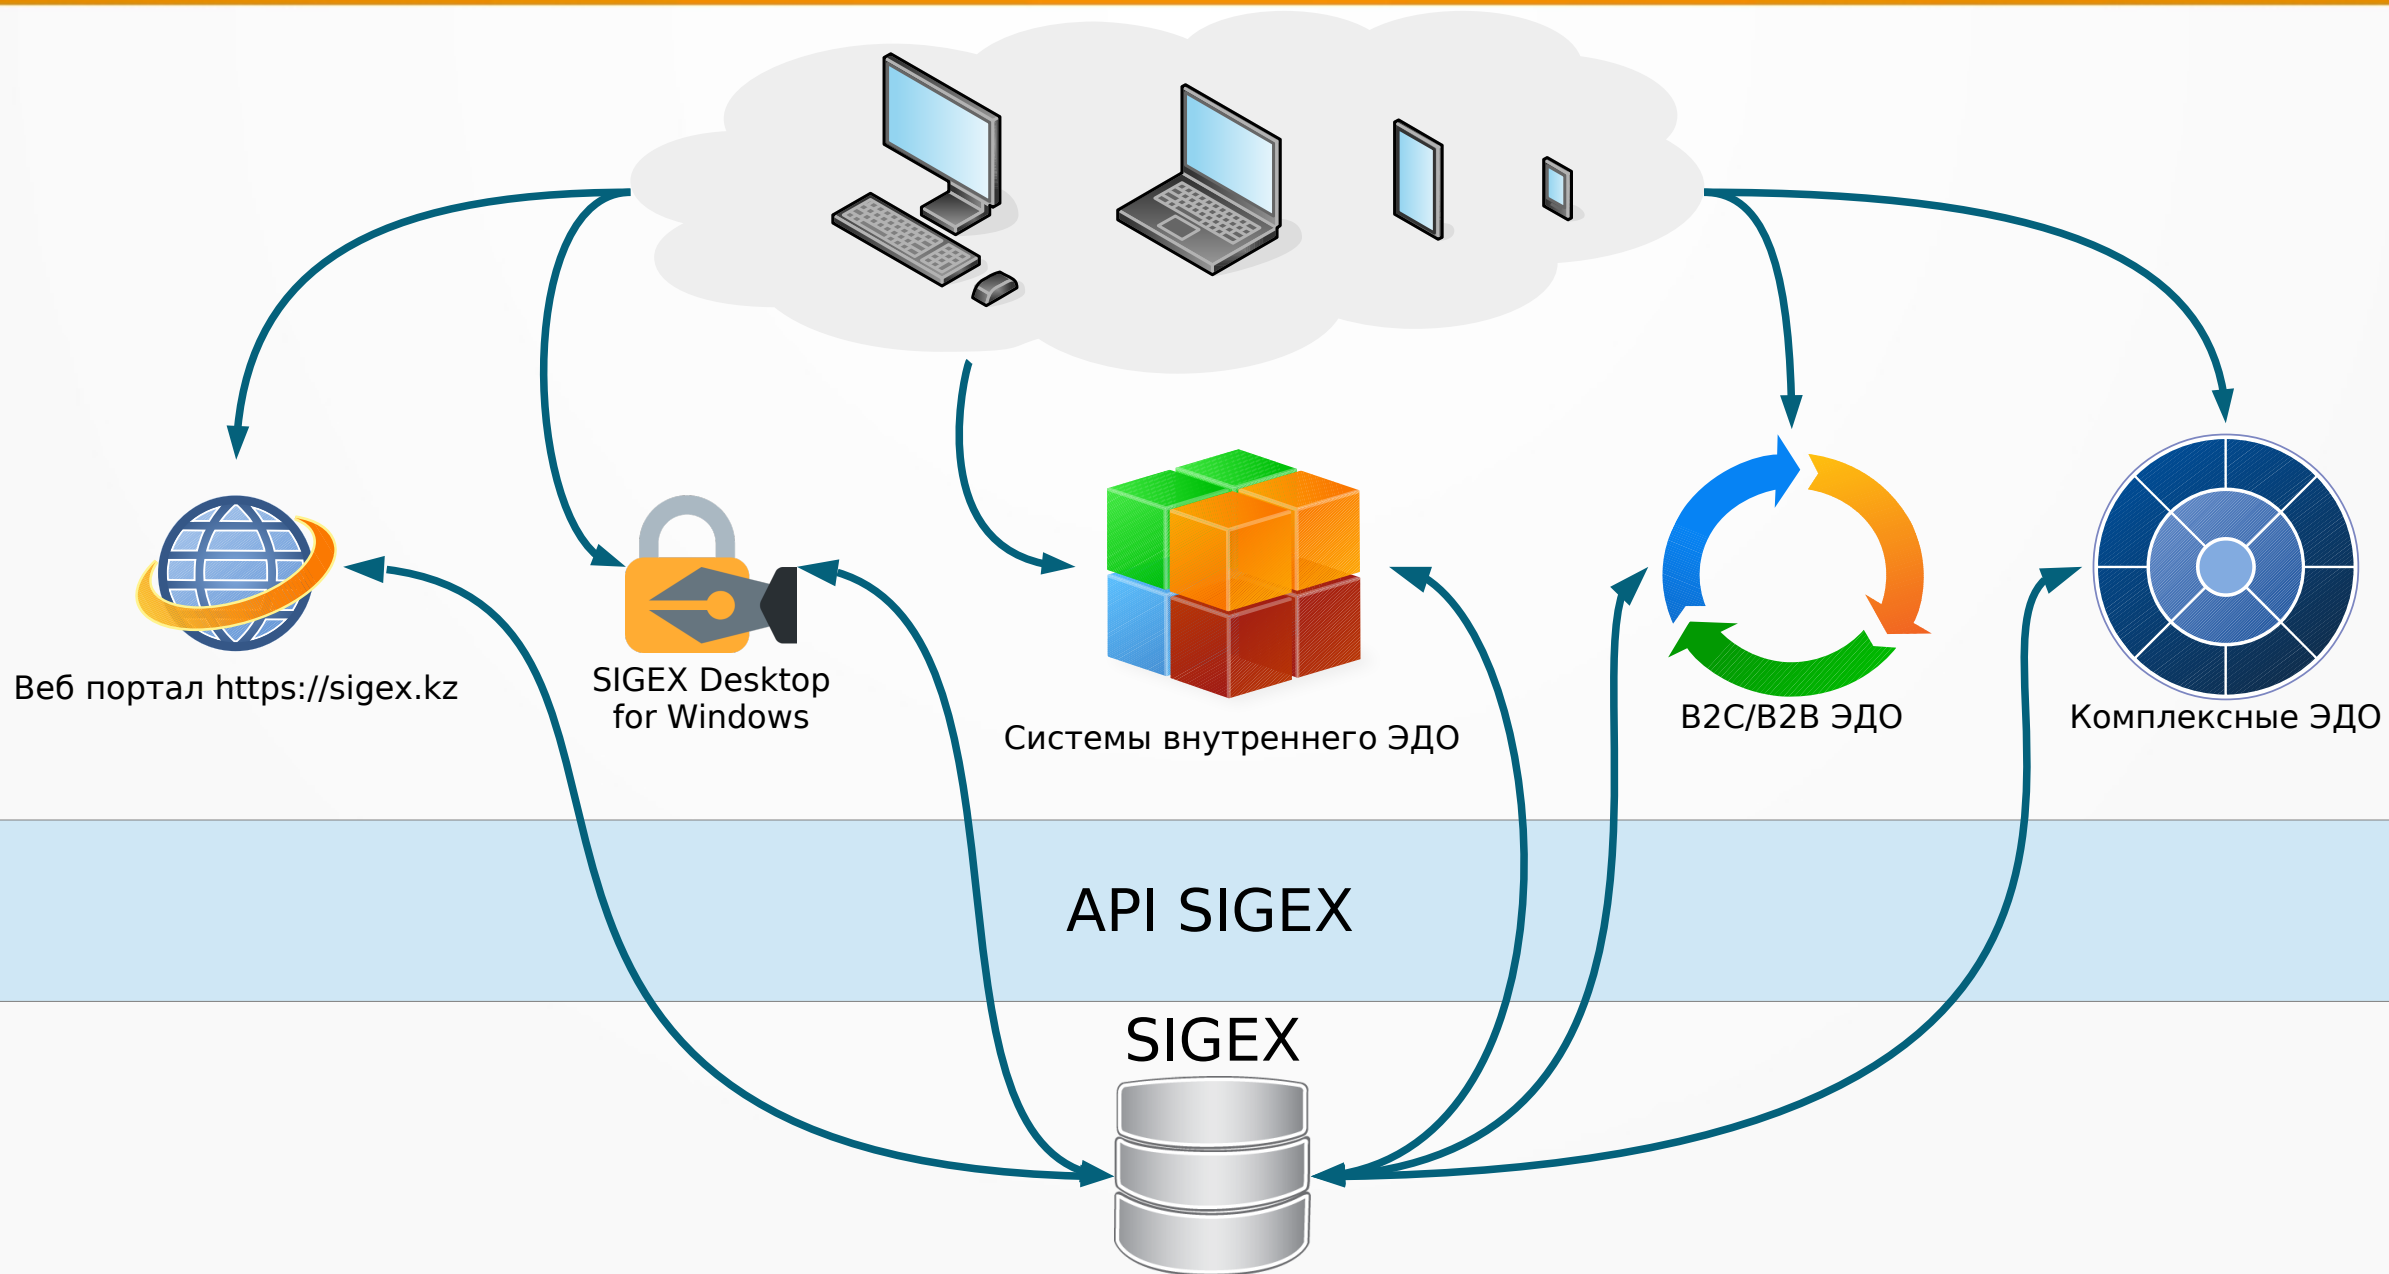 Веб портал https://sigex.kz
SIGEX Desktop
for Windows
Системы внутреннего ЭДО
B2C/B2B ЭДО
Комплексные ЭДО
API SIGEX
SIGEX